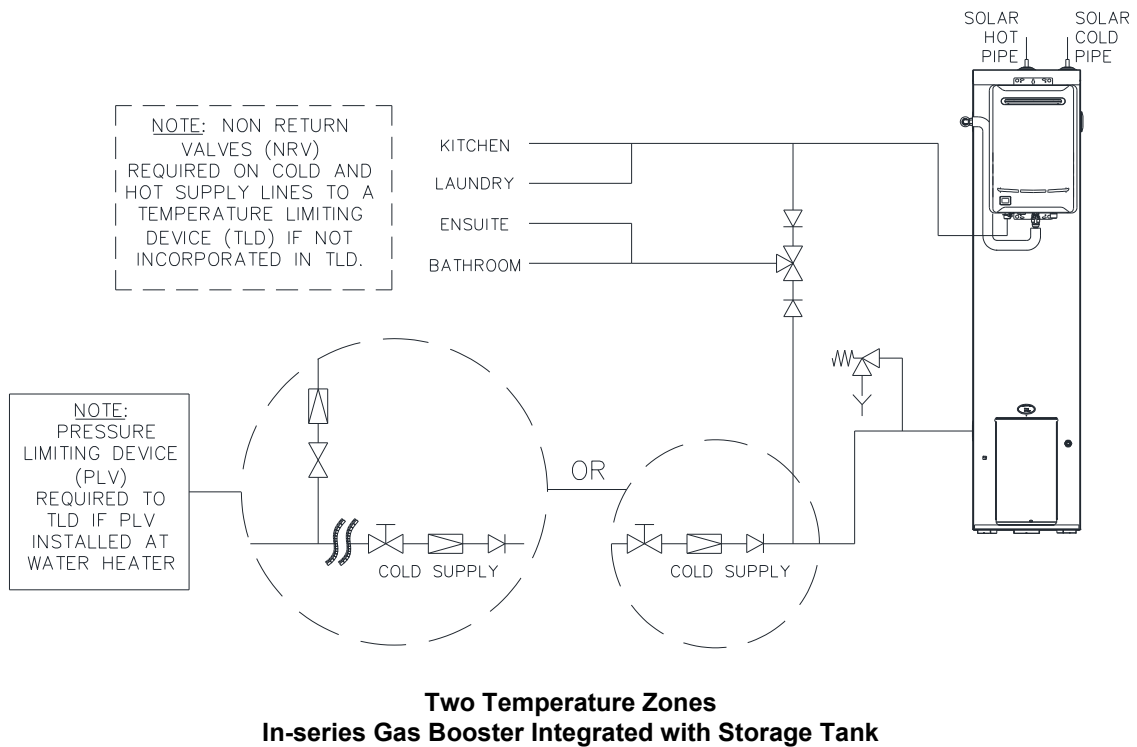 SOLAR
HOT
PIPE
SOLAR
COLD
PIPE
NOTE: NON RETURN
VALVES (NRV)
REQUIRED ON COLD AND
HOT SUPPLY LINES TO A
TEMPERATURE LIMITING
DEVICE (TLD) IF NOT
INCORPORATED IN TLD.
KITCHEN
LAUNDRY
ENSUITE
BATHROOM
NOTE:
PRESSURE
LIMITING DEVICE
(PLV)
REQUIRED TO
TLD IF PLV
INSTALLED AT
WATER HEATER
OR
COLD SUPPLY
COLD SUPPLY
Two Temperature Zones
In-series Gas Booster Integrated with Storage Tank